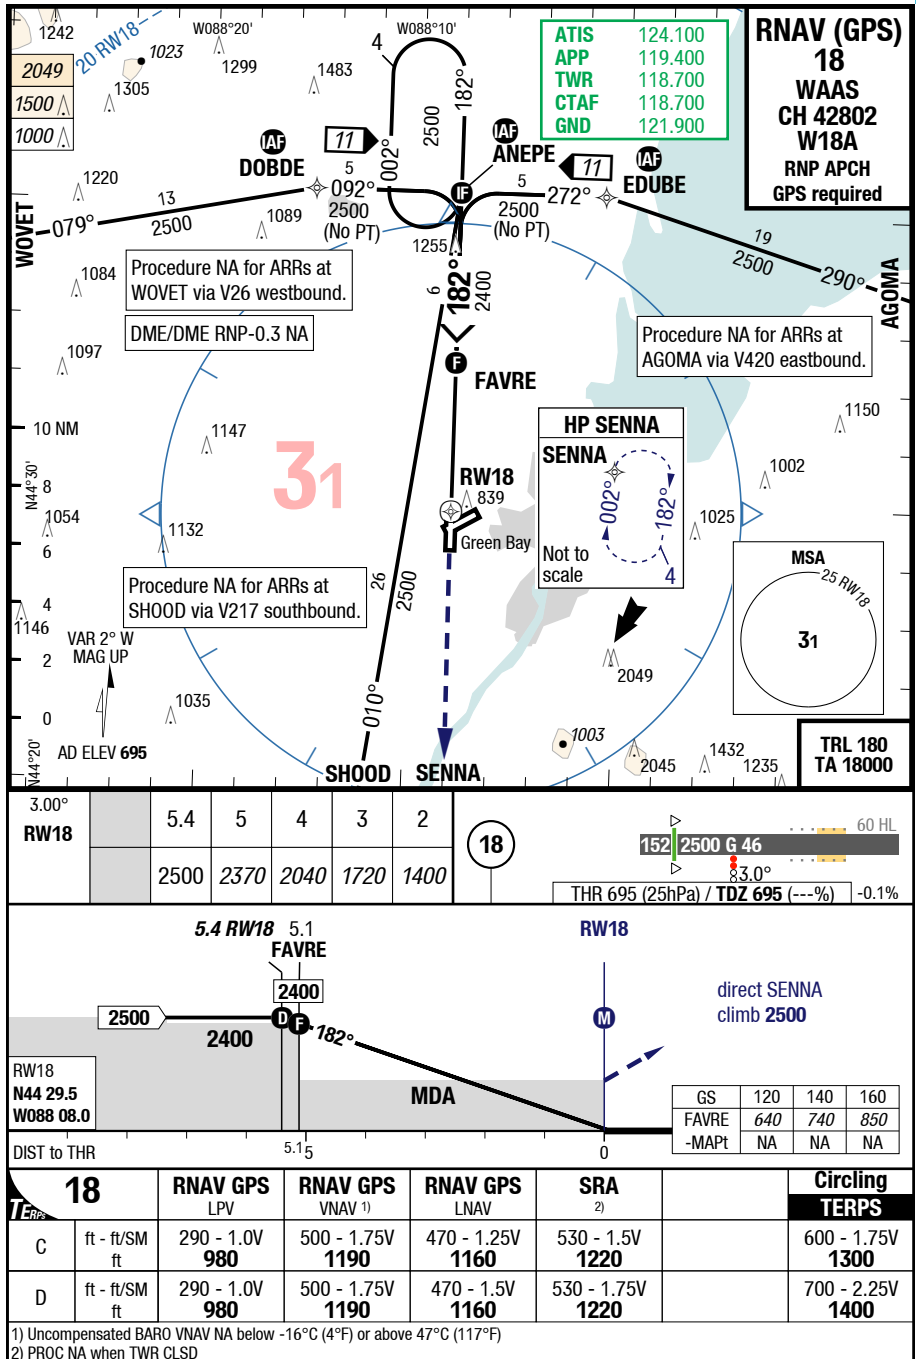 1242
20 RW18
1023
W088°20'
1299
1483
4
W088°10'
2049
1500
1000
1305
ATIS 124.100
APP 119.400
TWR 118.700
CTAF 118.700
GND 121.900
RNAV (GPS)
18
WAAS
CH 42802
W18A
RNP APCH
GPS required
182°
2500
002°
11
IAF
DOBDE
IAF
ANEPE
11
IAF
EDUBE
IF
1220
WOVET
079°
13
2500
5
092°
2500
(No PT)
5
272°
2500
(No PT)
1089
1255
19
2500
290°
AGOMA
1084
Procedure NA for ARRs at
WOVET via V26 westbound.
DME/DME RNP-0.3 NA
6
182°
2400
Procedure NA for ARRs at
AGOMA via V420 eastbound.
1097
F
FAVRE
1150
10 NM
1147
31
HP SENNA
SENNA
002°
182°
Not to
scale
4
1002
N44°30'
8
RW18
839
1054
1132
1025
6
Green Bay
MSA
25 RW18
31
Procedure NA for ARRs at
SHOOD via V217 southbound.
26
2500
4
1146
VAR 2° W
MAG UP
2
2049
1035
010°
0
AD ELEV 695
1003
2045
1432
1235
TRL 180
TA 18000
N44°20'
SHOOD
SENNA
3.00°
RW18
5.4 5 4 3 2
2500 2370 2040 1720 1400
18
60 HL
152 2500 G 46
3.0°
THR 695 (25hPa) / TDZ 695 (---%)
-0.1%
5.4 RW18
5.1
FAVRE
RW18
2400
direct SENNA
climb 2500
2500
D
F
182°
M
2400
MDA
RW18
N44 29.5
W088 08.0
GS 120 140 160
FAVRE 640 740 850
-MAPt NA NA NA
DIST to THR
5.1
5
0
TERPS
18
RNAV GPS
LPV
RNAV GPS
VNAV 1)
RNAV GPS
LNAV
SRA
2)
Circling
TERPS
C ft - ft/SM 290 - 1.0V 500 - 1.75V 470 - 1.25V 530 - 1.5V 600 - 1.75V
ft 980 1190 1160 1220 1300
D ft - ft/SM 290 - 1.0V 500 - 1.75V 470 - 1.5V 530 - 1.75V 700 - 2.25V
ft 980 1190 1160 1220 1400
1) Uncompensated BARO VNAV NA below -16°C (4°F) or above 47°C (117°F)
2) PROC NA when TWR CLSD